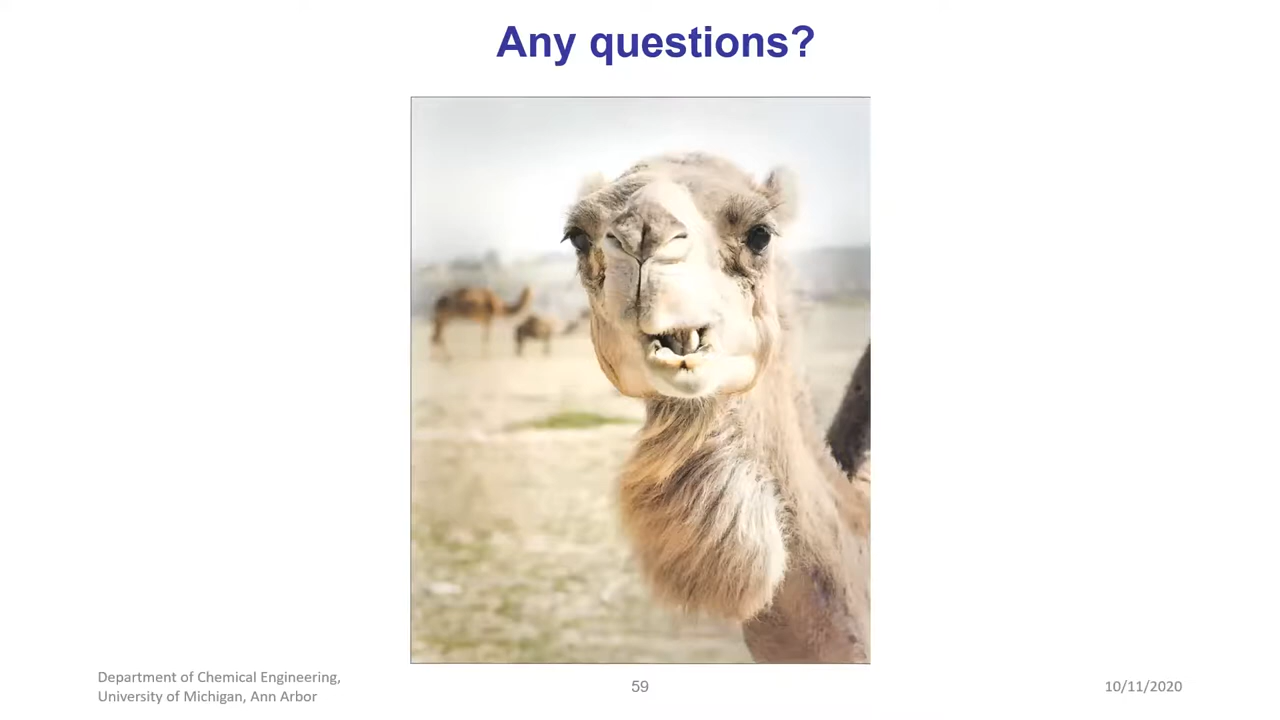 Any questions?
Department of Chemical Engineering,
University of Michigan, Ann Arbor
59
10/11/2020